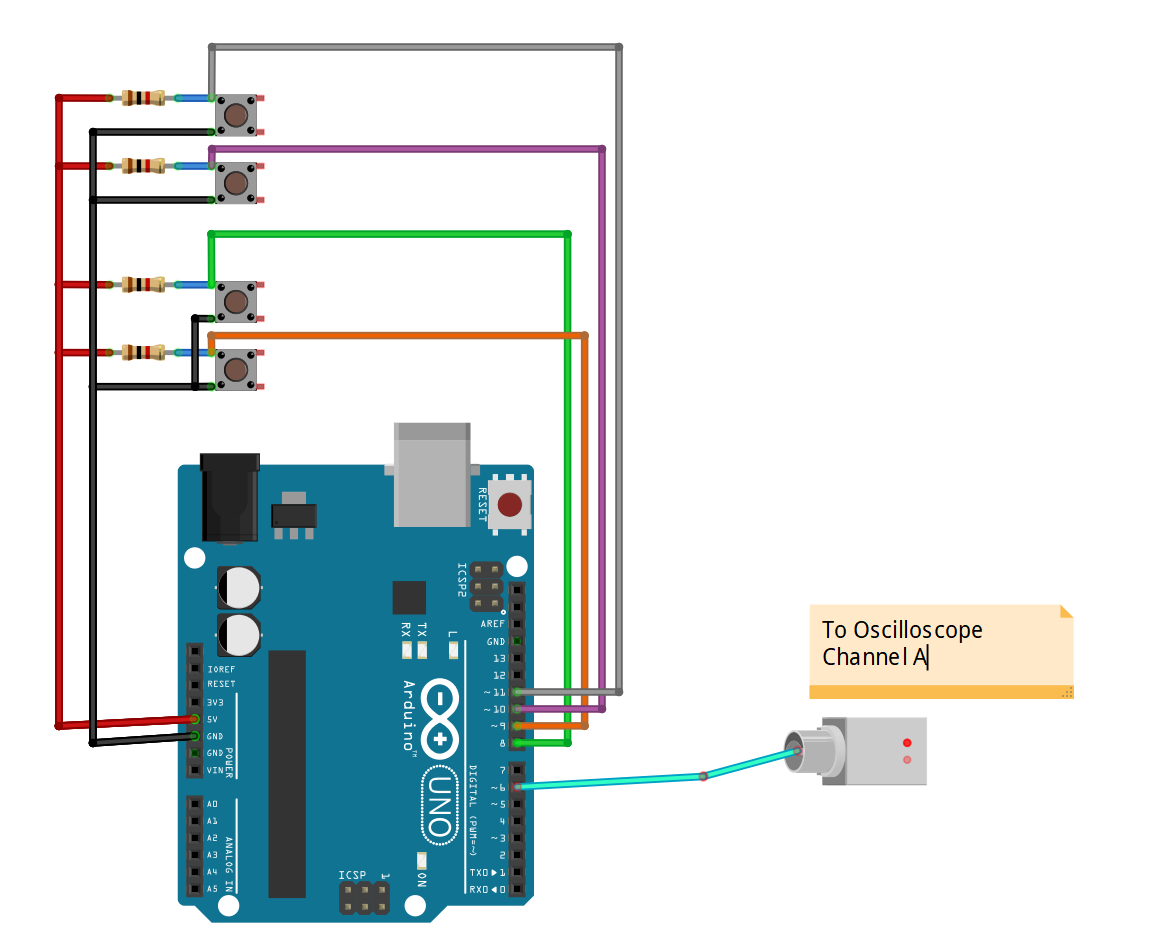 RESET
ICSP2
AREF
GND
13
12
RX
TX
L
~11
~10
~9
8
IOREF
RESET
3V3
5V
GND
GND
VIN
POWER
Arduino™
UNO
7
~6
~5
4
~3
2
TX0▶1
RX0◀0
DIGITAL (PWM=~)
A0
A1
A2
A3
A4
A5
ANALOG IN
ICSP
1
ON
To Oscilloscope
Channel A